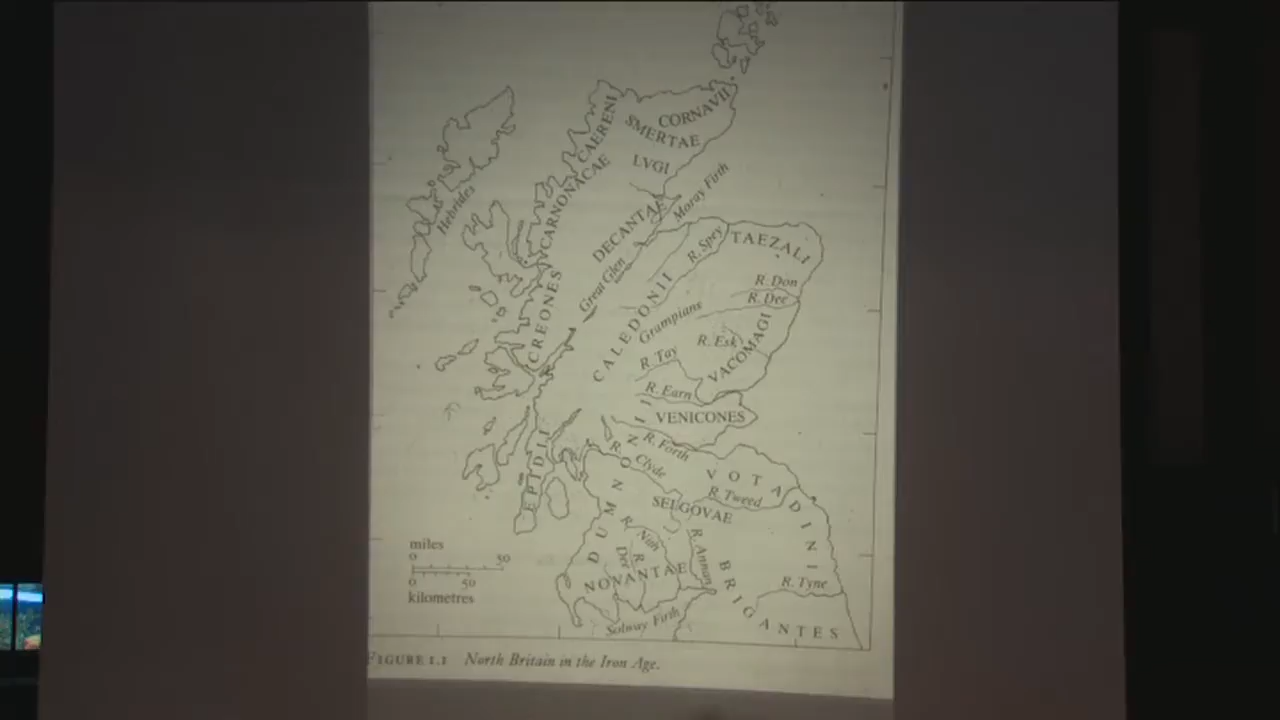 CORNAVII
SMERTAE
CAERENI
LVGI
CARNONACAE
Hebrides
Moray Firth
DECANTAE
R. Spey
TAEZALI
Great Glen
R. Don
R. Dee
CREONES
CALEDONII
Grampians
R. Esk
VACOMAGI
R. Tay
R. Earn
VENICONES
R. Forth
R. Clyde
EPIDII
VOTADINI
R. Tweed
SELGOVAE
DUMNONII
R. Nith
R. Dee
R. Annan
NOVANTAE
BRIGANTES
R. Tyne
Solway Firth
miles
0 50
0 50
kilometres
FIGURE 1.1 North Britain in the Iron Age.